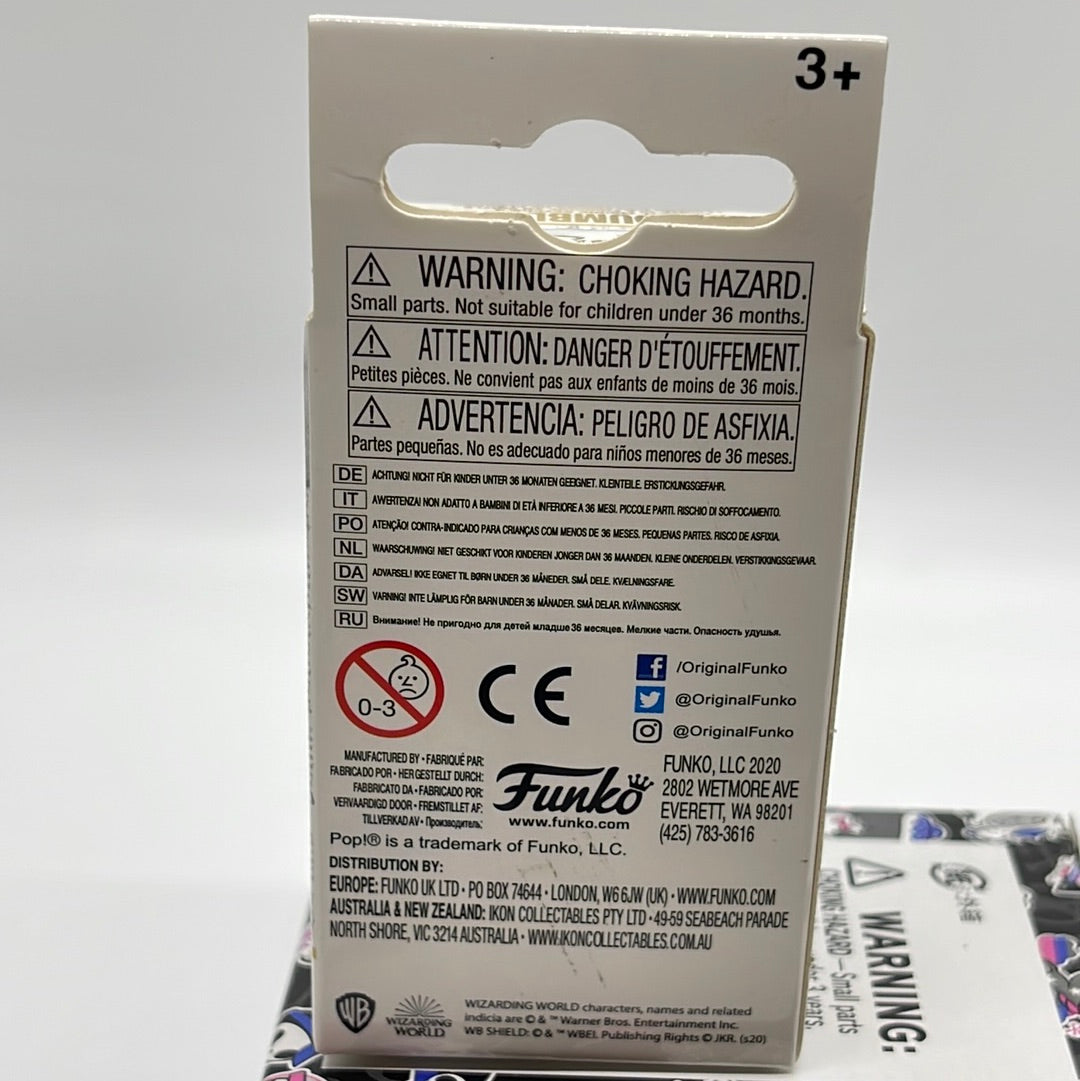 3+
WARNING: CHOKING HAZARD.
Small parts. Not suitable for children under 36 months.
ATTENTION: DANGER D'ÉTOUFFEMENT.
Petites pièces. Ne convient pas aux enfants de moins de 36 mois.
ADVERTENCIA: PELIGRO DE ASFIXIA.
Partes pequeñas. No es adecuado para niños menores de 36 meses.
DE ACHTUNG! NICHT FÜR KINDER UNTER 36 MONATEN GEEIGNET. KLEINTEILE. ERSTICKUNGSGEFAHR.
IT AWERTENZA! NON ADATTO A BAMBINI DI ETÀ INFERIORE A 36 MESI. PICCOLE PARTI. RISCHIO DI SOFFOCAMENTO.
PO ATENÇÃO! CONTRA-INDICADO PARA CRIANÇAS COM MENOS DE 36 MESES. PEQUENAS PARTES. RISCO DE ASFIXIA.
NL WAARSCHUWING! NIET GESCHIKT VOOR KINDEREN JONGER DAN 36 MAANDEN. KLEINE ONDERDELEN. VERSTIKKINGSGEVAAR.
DA ADVARSEL! IKKE EGNET TIL BØRN UNDER 36 MÅNEDER. SMÅ DELE. KVÆLNINGSFARE.
SW VARNING! INTE LÄMPLIG FÖR BARN UNDER 36 MÅNADER. SMÅ DELAR. KVÄVNINGSRISK.
RU Внимание! Не пригодно для детей младше 36 месяцев. Мелкие части. Опасность удушья.
0-3
CE
/OriginalFunko
@OriginalFunko
@OriginalFunko
MANUFACTURED BY • FABRIQUÉ PAR:
FABRICADO POR • HERGESTELLT DURCH:
FABBRICATO DA • FABRICADO POR:
VERVAARDIGD DOOR • FREMSTILLET AF:
TILLVERKAD AV • Производитель:
Funko
www.funko.com
FUNKO, LLC 2020
2802 WETMORE AVE
EVERETT, WA 98201
(425) 783-3616
Pop!® is a trademark of Funko, LLC.
DISTRIBUTION BY:
EUROPE: FUNKO UK LTD • PO BOX 74644 • LONDON, W6 6JW (UK) • WWW.FUNKO.COM
AUSTRALIA & NEW ZEALAND: IKON COLLECTABLES PTY LTD • 49-59 SEABEACH PARADE
NORTH SHORE, VIC 3214 AUSTRALIA • WWW.IKONCOLLECTABLES.COM.AU
WB
WIZARDING
WORLD
WIZARDING WORLD characters, names and related
indicia are © & ™ Warner Bros. Entertainment Inc.
WB SHIELD: © & ™ WBEI. Publishing Rights © JKR. (s20)
WARNING:
CHOKING HAZARD—Small parts